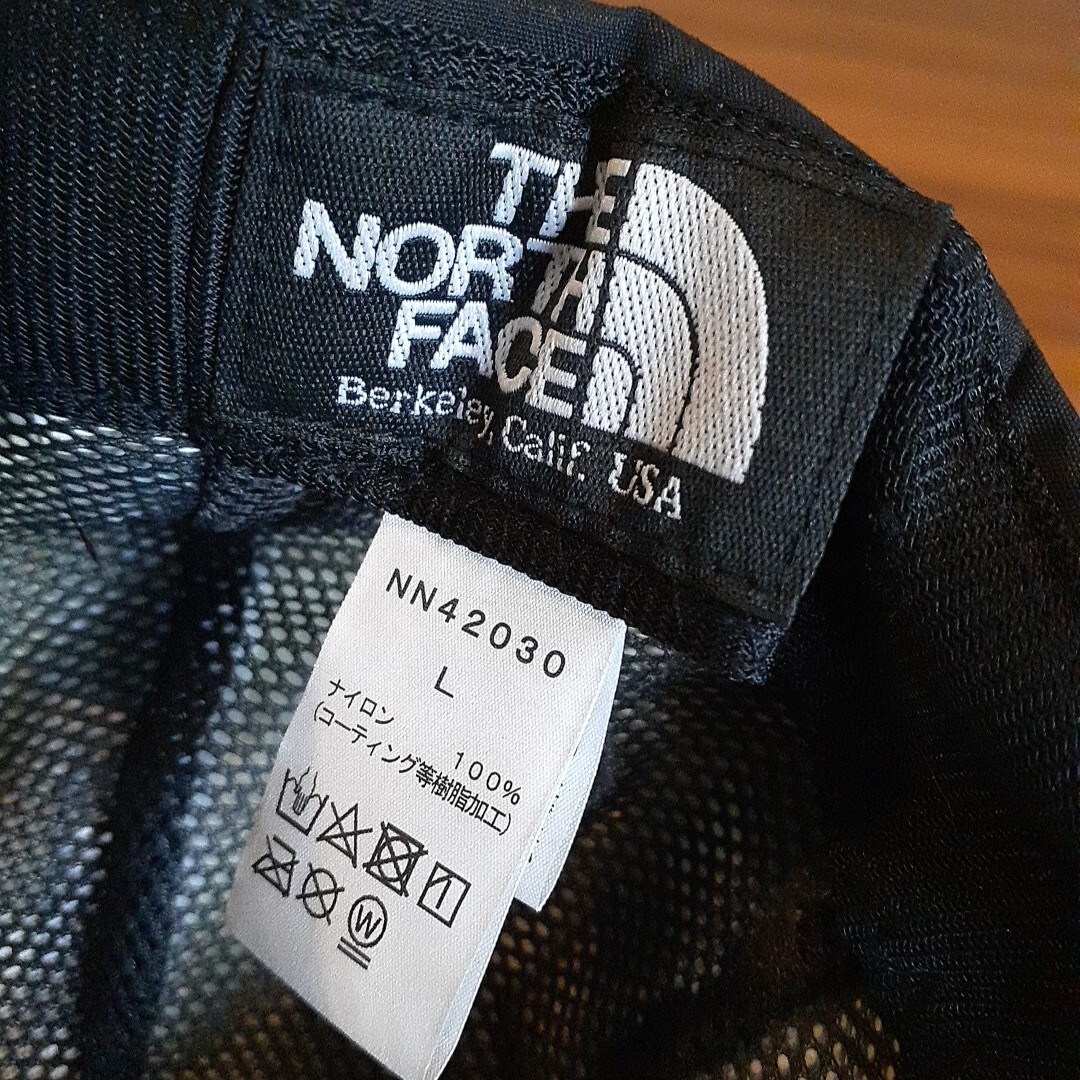 THE
NORTH
FACE
Berkeley, Calif. USA
NN42030
L
ナイロン 100%
(コーティング等樹脂加工)
W